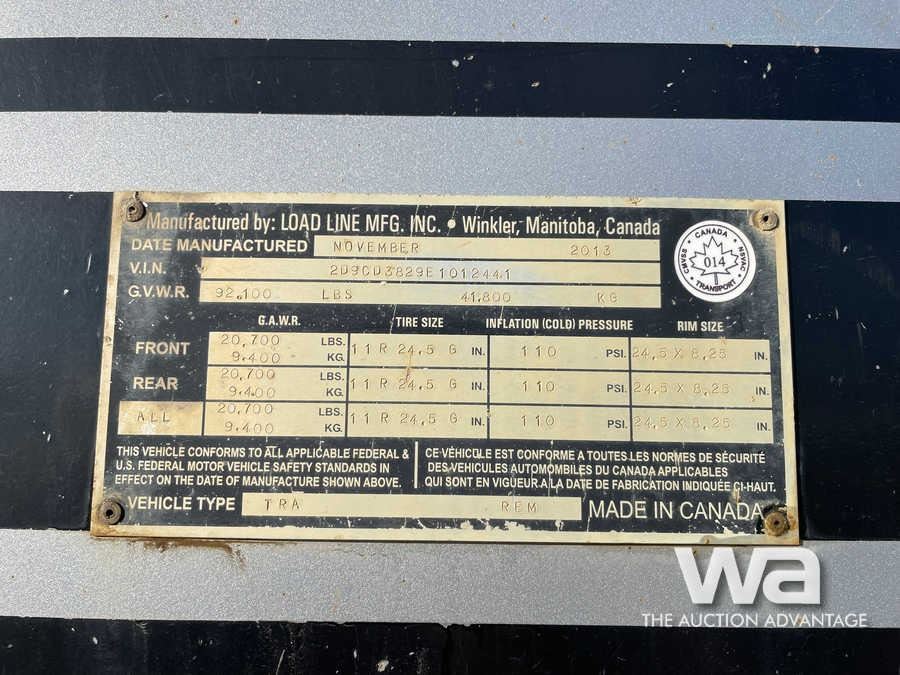 Manufactured by: LOAD LINE MFG. INC. • Winkler, Manitoba, Canada
DATE MANUFACTURED NOVEMBER 2013
V.I.N. 2D9CD3829E1012441
G.V.W.R. 92,100 LBS 41,800 KG
CANADA
CMVSS NSVAC
014
TRANSPORT
G.A.W.R. TIRE SIZE INFLATION (COLD) PRESSURE RIM SIZE
FRONT 20,700 LBS. 9,400 KG. 11 R 24.5 G IN. 110 PSI. 24.5 X 8.25 IN.
REAR 20,700 LBS. 9,400 KG. 11 R 24.5 G IN. 110 PSI. 24.5 X 8.25 IN.
ALL 20,700 LBS. 9,400 KG. 11 R 24.5 G IN. 110 PSI. 24.5 X 8.25 IN.
THIS VEHICLE CONFORMS TO ALL APPLICABLE FEDERAL &
U.S. FEDERAL MOTOR VEHICLE SAFETY STANDARDS IN
EFFECT ON THE DATE OF MANUFACTURE SHOWN ABOVE.
CE VÉHICULE EST CONFORME A TOUTES LES NORMES DE SÉCURITÉ
DES VEHICULES AUTOMOMBILES DU CANADA APPLICABLES
QUI SONT EN VIGUEUR A LA DATE DE FABRICATION INDIQUÉE CI-HAUT.
VEHICLE TYPE TRA REM MADE IN CANADA
wa
THE AUCTION ADVANTAGE